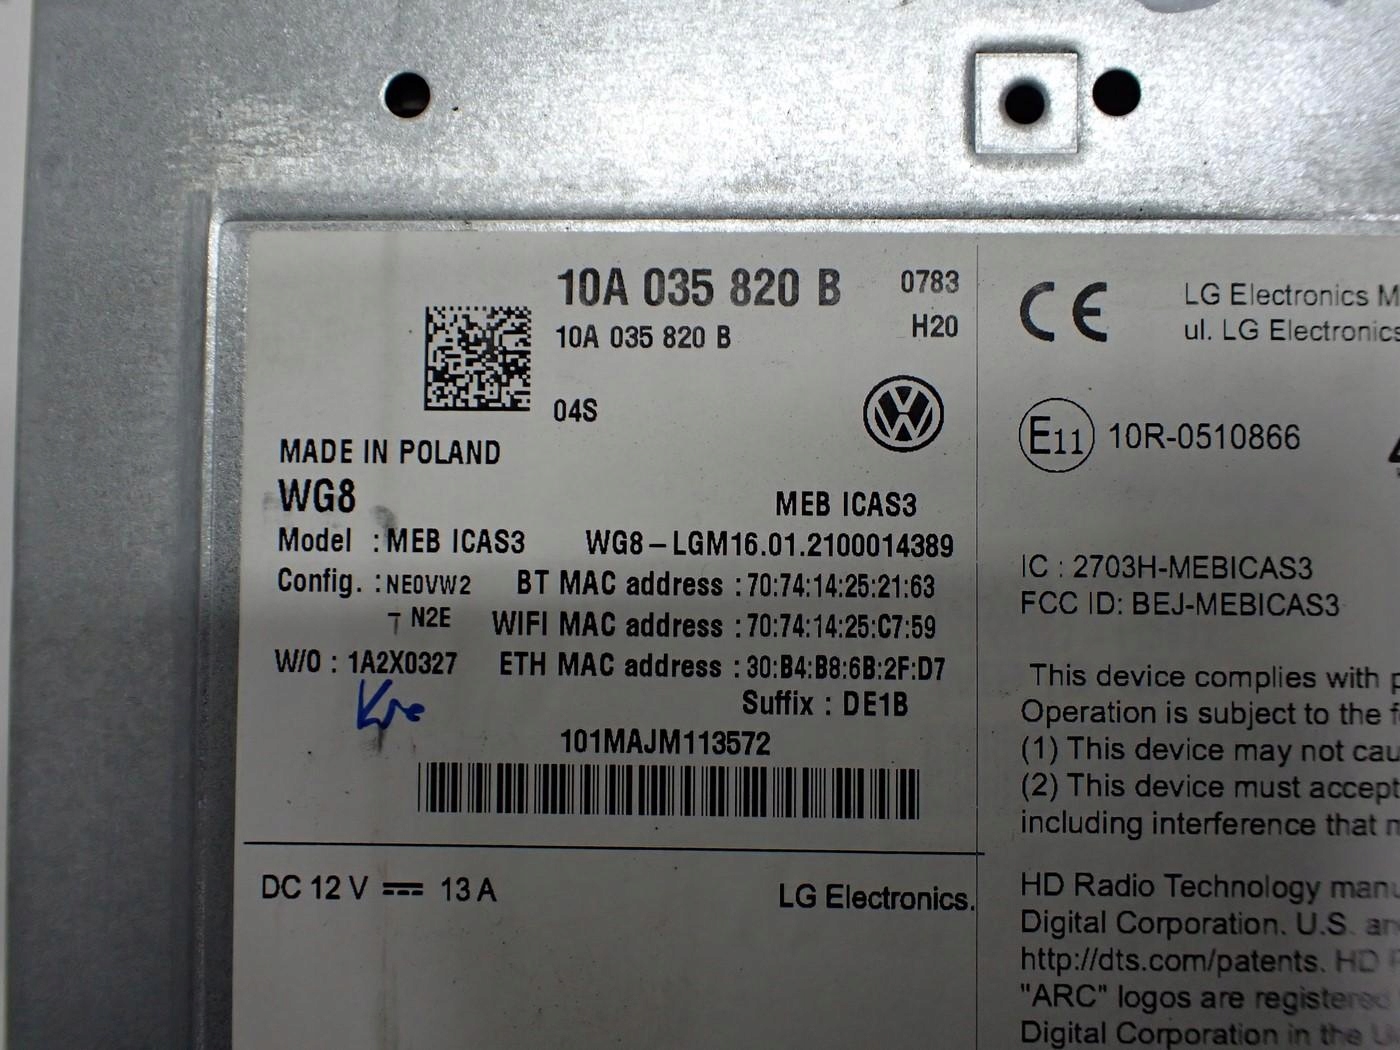 10A 035 820 B 0783
10A 035 820 B H20
04S
MADE IN POLAND
WG8 MEB ICAS3
Model : MEB ICAS3 WG8-LGM16.01.2100014389
Config. : NEOVW2 BT MAC address : 70:74:14:25:21:63
N2E WIFI MAC address : 70:74:14:25:C7:59
W/O : 1A2X0327 ETH MAC address : 30:B4:B8:6B:2F:D7
Suffix : DE1B
101MAJM113572
DC 12 V 13 A LG Electronics.
CE LG Electronics M
ul. LG Electronics
E11 10R-0510866
IC : 2703H-MEBICAS3
FCC ID: BEJ-MEBICAS3
This device complies with
Operation is subject to the
(1) This device may not cau
(2) This device must accept
including interference that
HD Radio Technology manu
Digital Corporation. U.S. an
http://dts.com/patents. HD
"ARC" logos are registered
Digital Corporation in the U